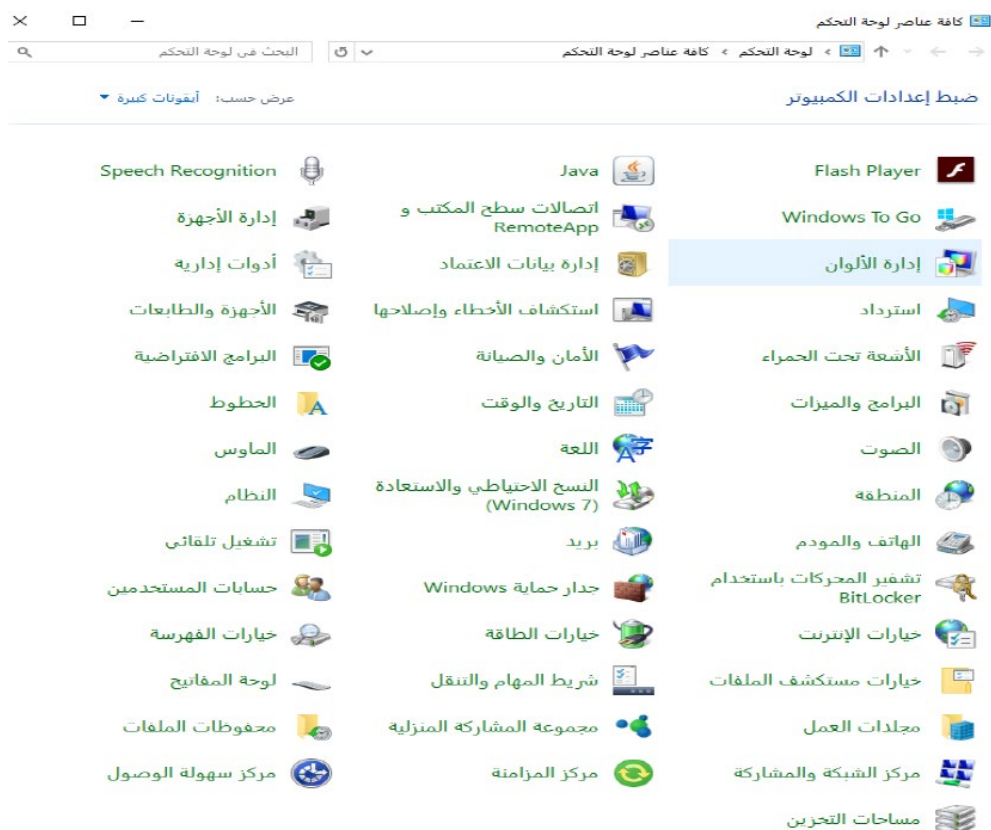 كافة عناصر لوحة التحكم
لوحة التحكم › كافة عناصر لوحة التحكم
البحث في لوحة التحكم
ضبط إعدادات الكمبيوتر
عرض حسب: أيقونات كبيرة
Flash Player
Java
Speech Recognition
Windows To Go
اتصالات سطح المكتب و
RemoteApp
إدارة الأجهزة
إدارة الألوان
إدارة بيانات الاعتماد
أدوات إدارية
استرداد
استكشاف الأخطاء وإصلاحها
الأجهزة والطابعات
الأشعة تحت الحمراء
الأمان والصيانة
البرامج الافتراضية
البرامج والميزات
التاريخ والوقت
الخطوط
الصوت
اللغة
الماوس
المنطقة
النسخ الاحتياطي والاستعادة
(Windows 7)
النظام
الهاتف والمودم
بريد
تشغيل تلقائي
تشفير المحركات باستخدام
BitLocker
جدار حماية Windows
حسابات المستخدمين
خيارات الإنترنت
خيارات الطاقة
خيارات الفهرسة
خيارات مستكشف الملفات
شريط المهام والتنقل
لوحة المفاتيح
مجلدات العمل
مجموعة المشاركة المنزلية
محفوظات الملفات
مركز الشبكة والمشاركة
مركز المزامنة
مركز سهولة الوصول
مساحات التخزين